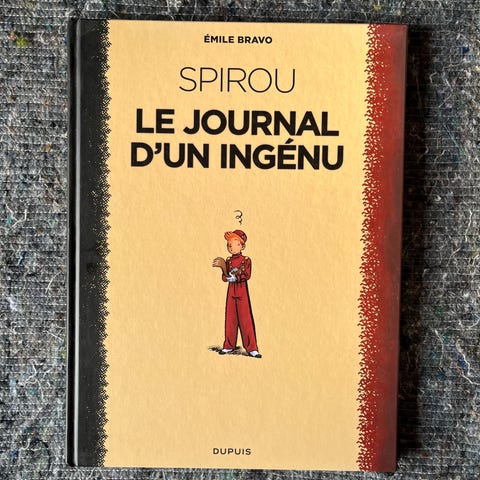 ÉMILE BRAVO
SPIROU
LE JOURNAL
D'UN INGÉNU
DUPUIS